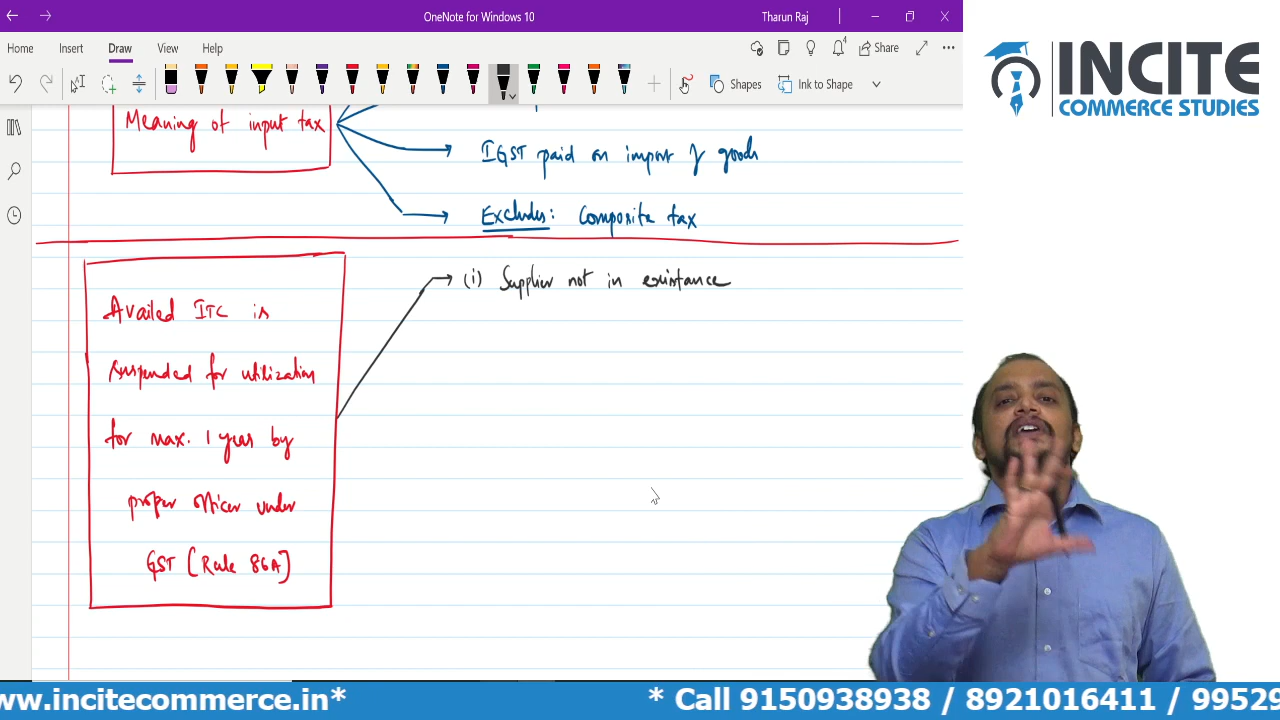 OneNote for Windows 10
Tharun Raj
Home Insert Draw View Help
4
Share
Shapes
Ink to Shape
INCITE
COMMERCE STUDIES
Meaning of input tax
IGST paid on import of goods
Excludes: Composite tax
Availed ITC is
suspended for utilization
for max. 1 year by
proper officer under
GST [Rule 86A]
(i) Supplier not in existance
www.incitecommerce.in* * Call 9150938938 / 8921016411 / 99529